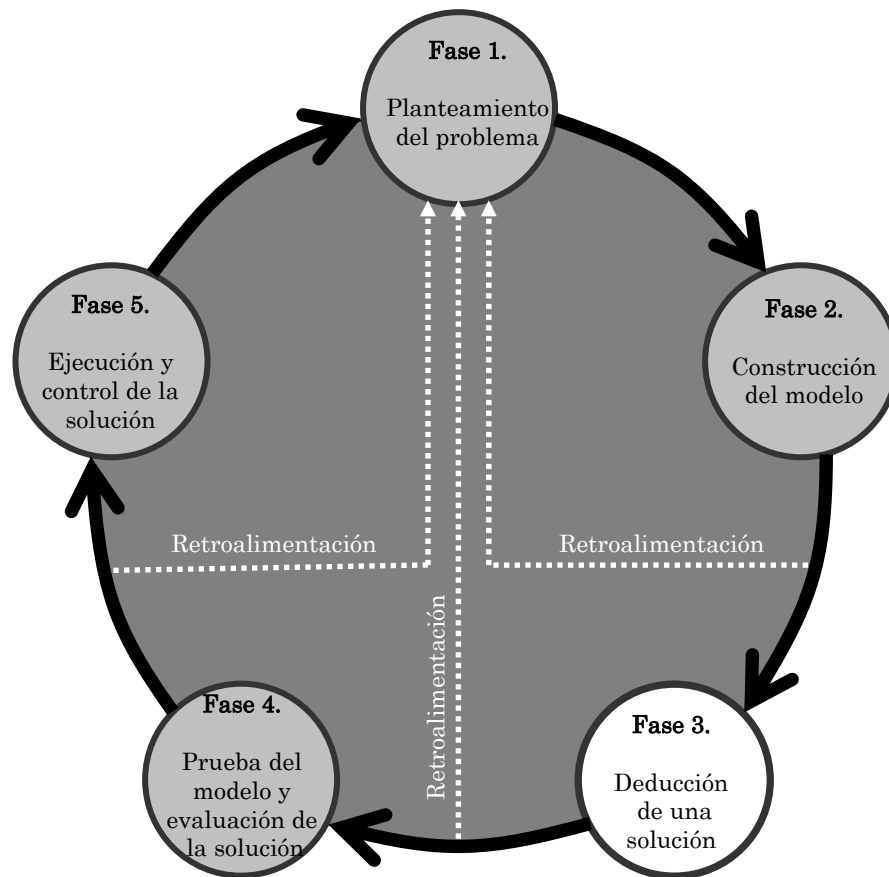 Fase 1.
Planteamiento
del problema
Fase 2.
Construcción
del modelo
Fase 3.
Deducción
de una
solución
Fase 4.
Prueba del
modelo y
evaluación de
la solución
Fase 5.
Ejecución y
control de la
solución
Retroalimentación
Retroalimentación
Retroalimentación